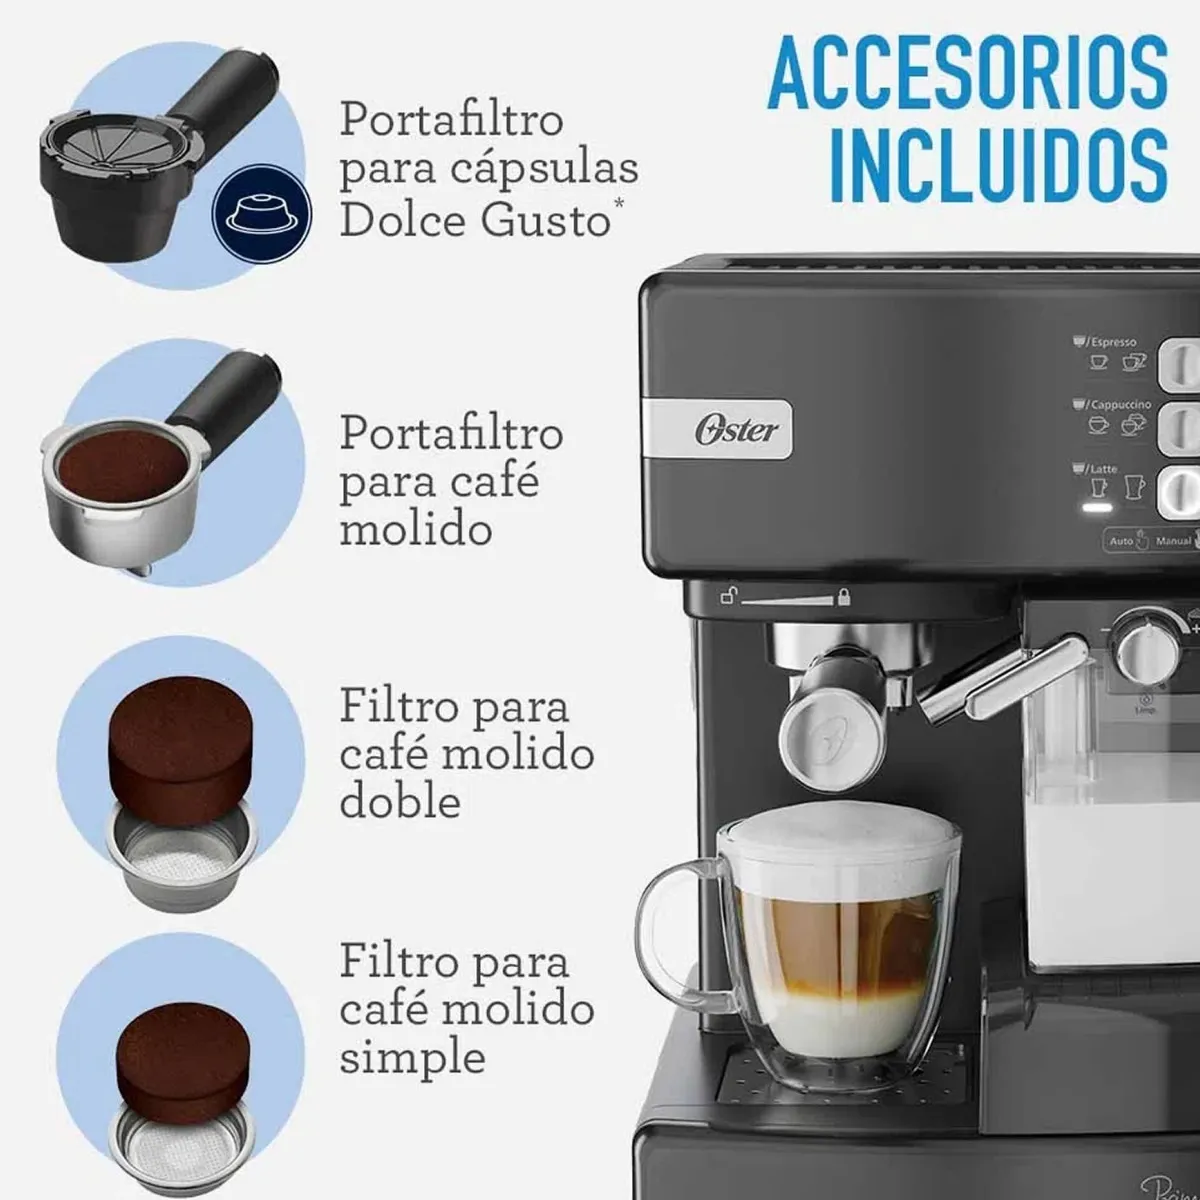 ACCESORIOS
INCLUIDOS
Portafiltro
para cápsulas
Dolce Gusto*
Portafiltro
para café
molido
Filtro para
café molido
doble
Filtro para
café molido
simple
Oster
/Espresso
/Cappuccino
/Latte
Auto
Manual
- +
Limp.